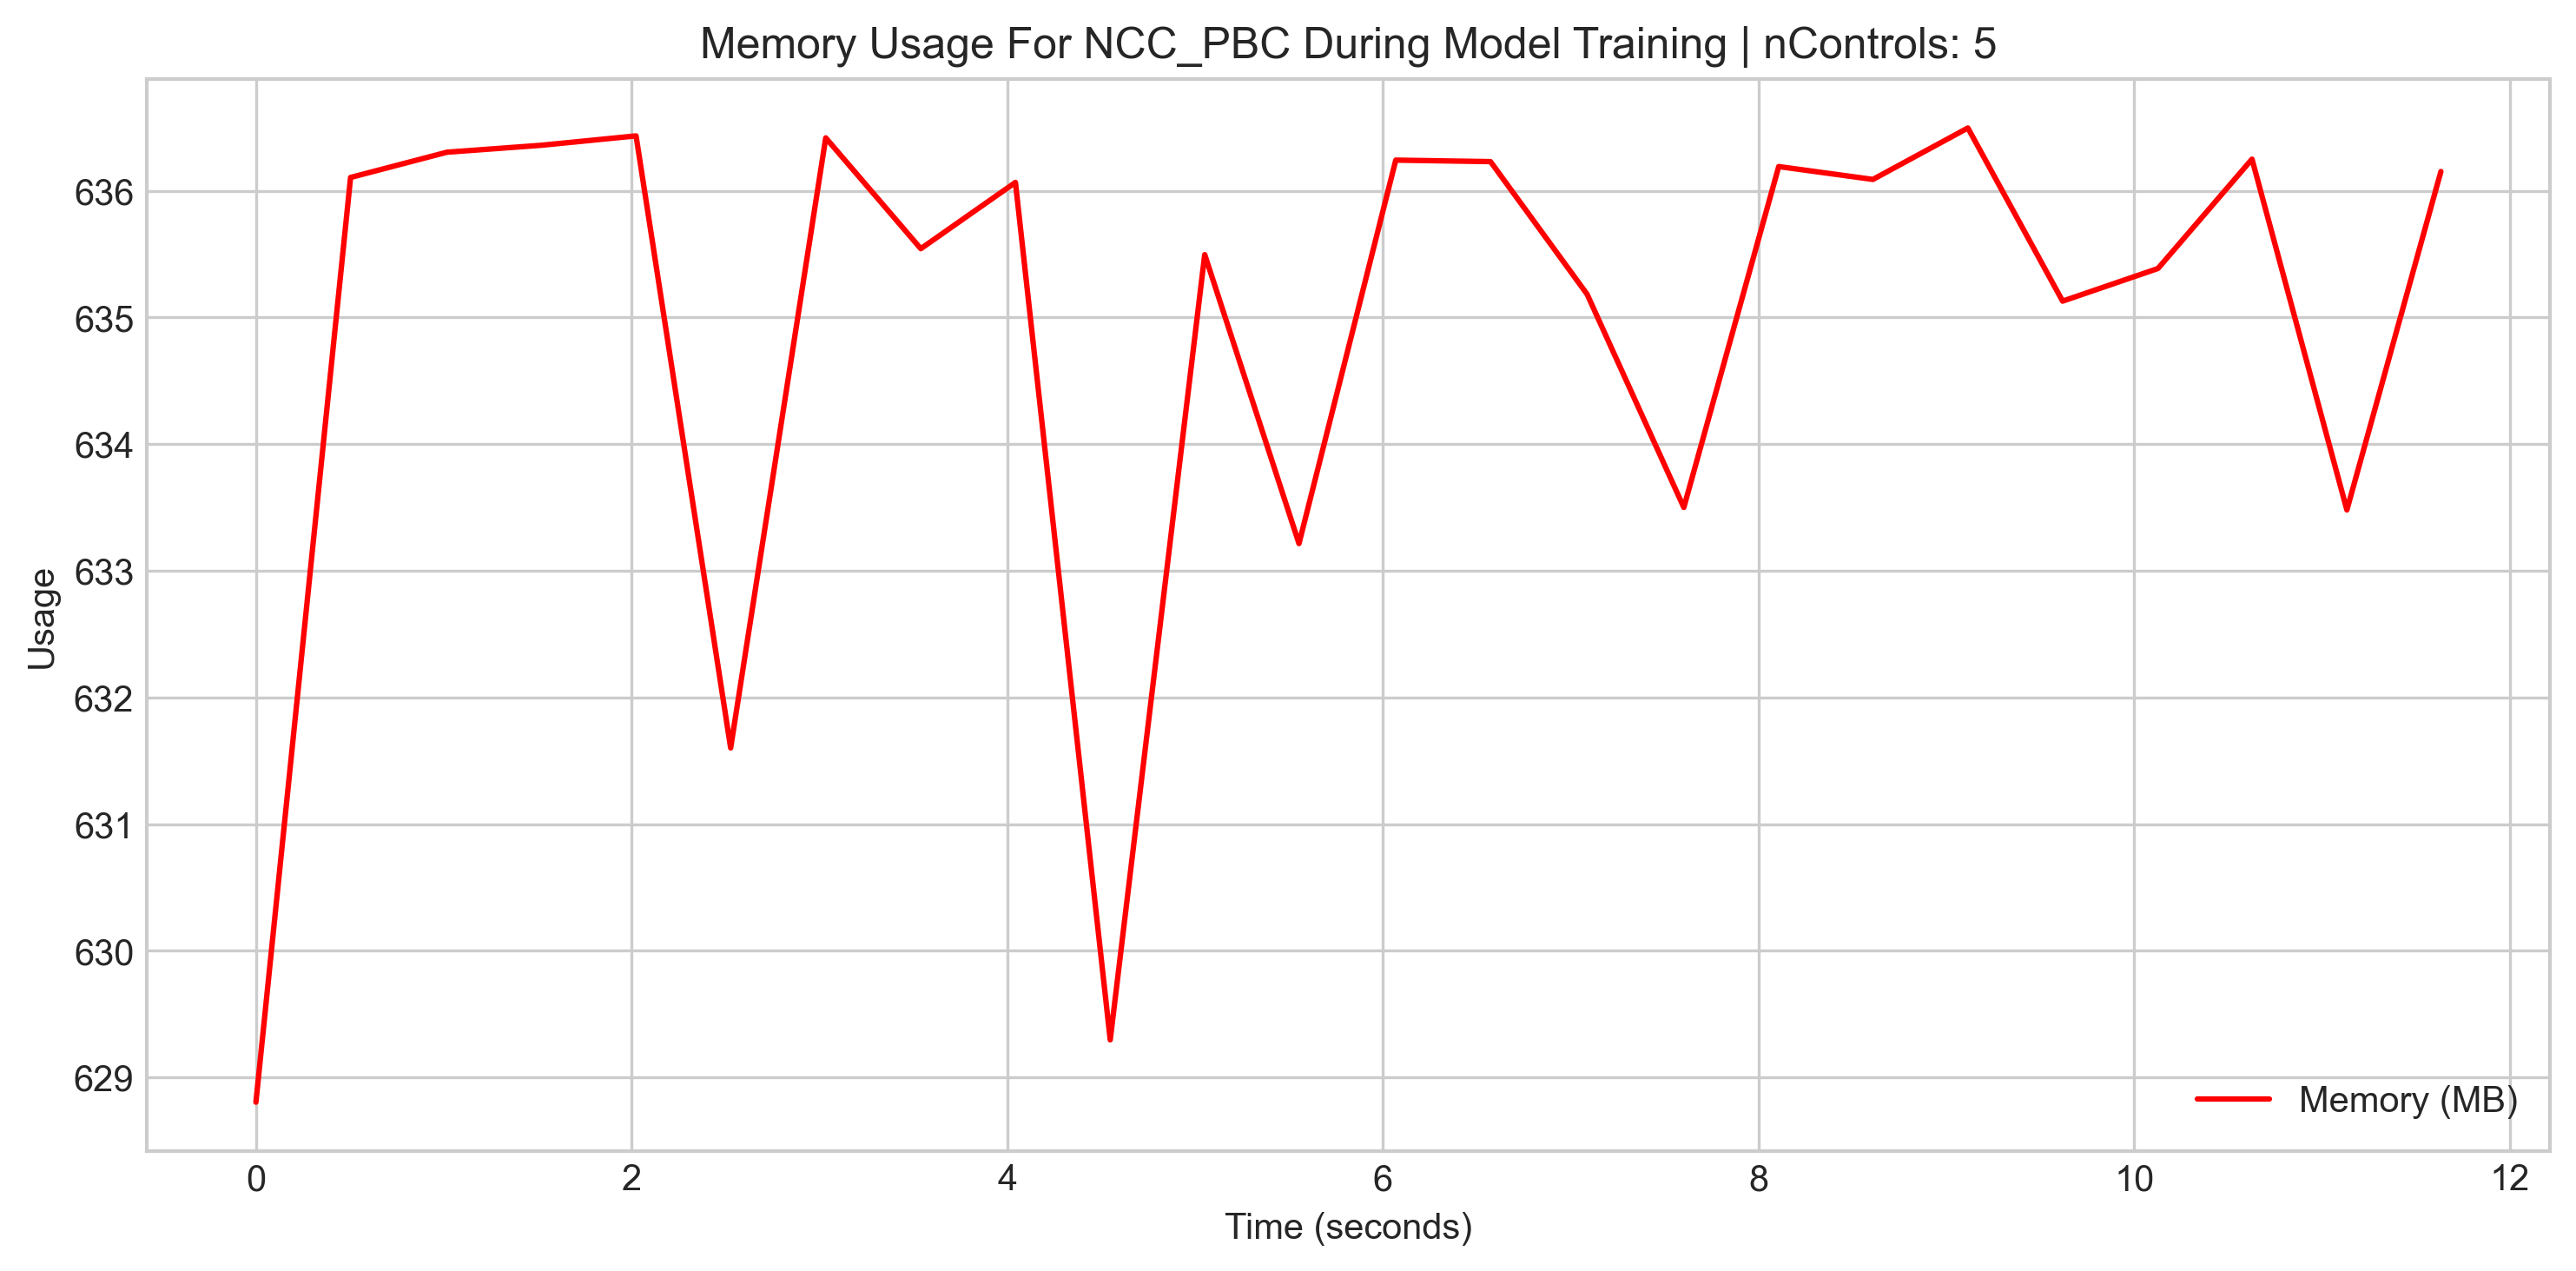 Memory Usage For NCC_PBC During Model Training | nControls: 5
636
635
634
633
632
631
630
629
Usage
Memory (MB)
0 2 4 6 8 10 12
Time (seconds)